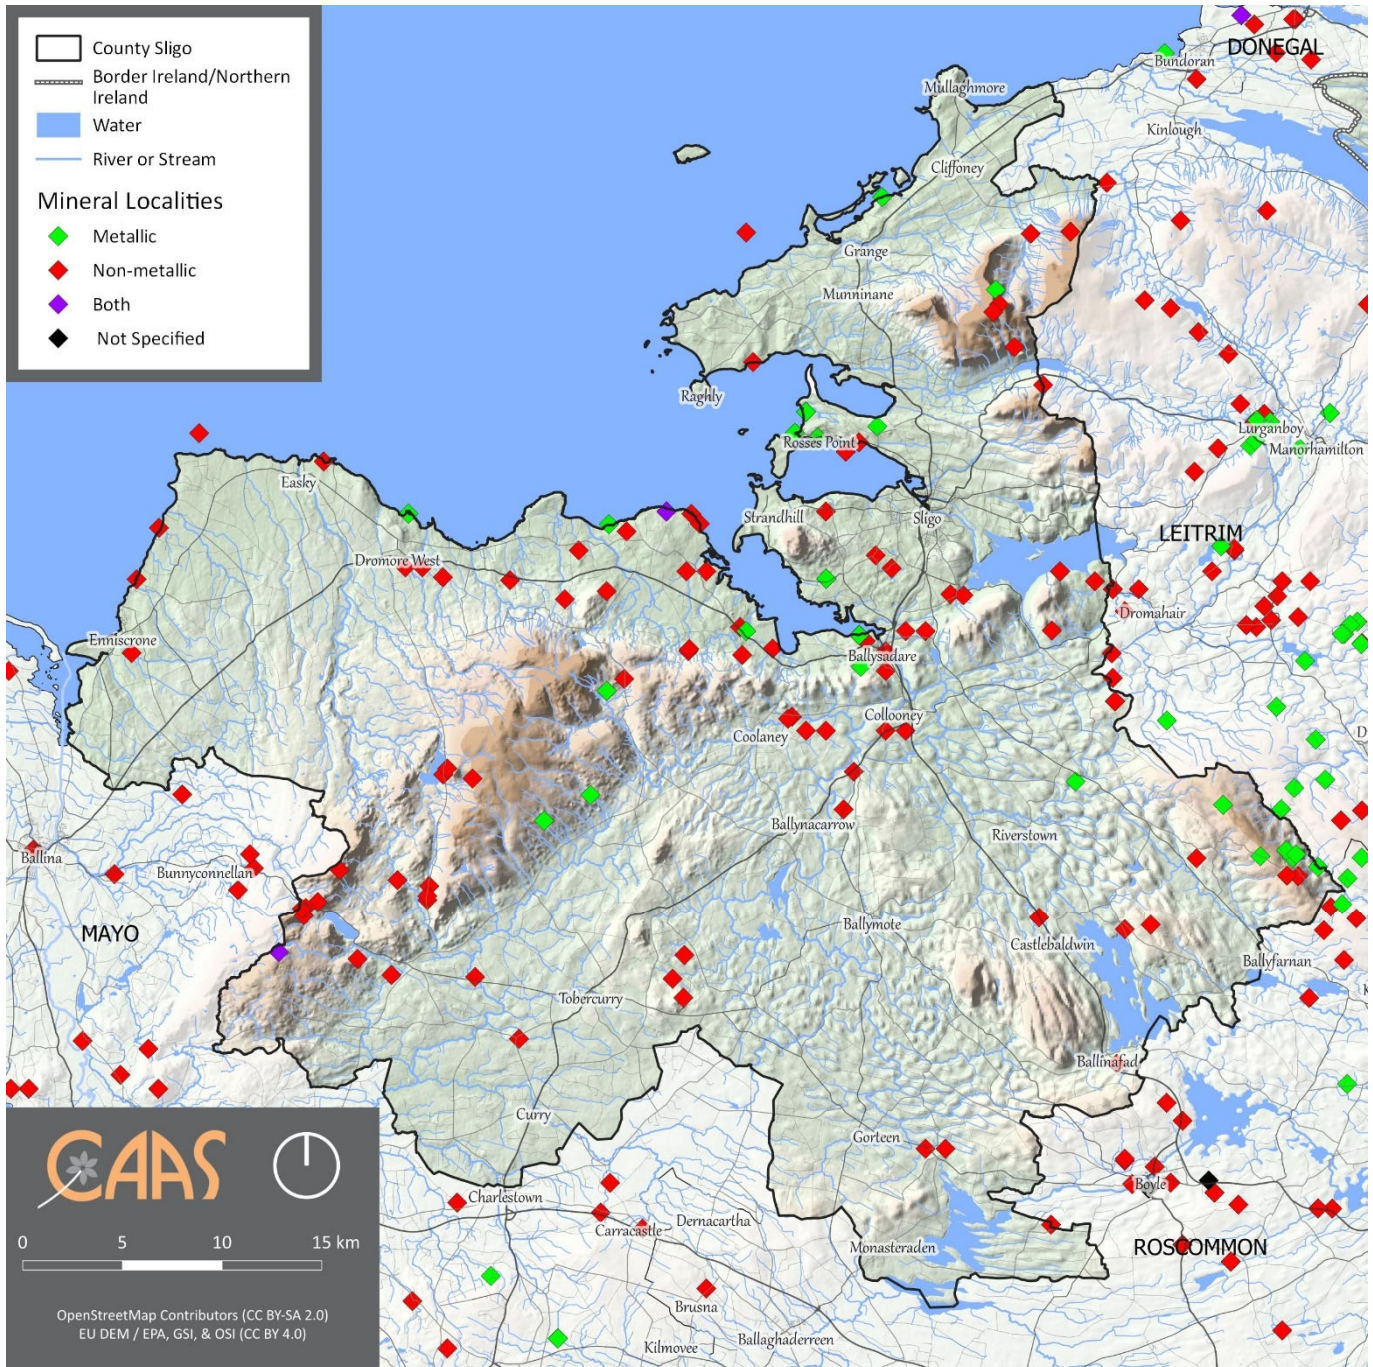 County Sligo
Border Ireland/Northern
Ireland
Water
River or Stream
Mineral Localities
Metallic
Non-metallic
Both
Not Specified
DONEGAL
Bundoran
Mullaghmore
Kinlough
Cliffoney
Grange
Munninane
Raghly
Lurganboy
Manorhamilton
Rosses Point
Easky
Strandhill
Sligo
LEITRIM
Dromore West
Dromahair
Enniscrone
Ballysadare
Collooney
Coolaney
D
Ballynacarrow
Riverstown
Ballina
Bunnyconnellan
MAYO
Ballymote
Castlebaldwin
Ballyfarnan
Tobercurry
K
Ballinafad
Curry
Gorteen
Boyle
Charlestown
Dernacartha
Carracastle
Monasteraden
ROSCOMMON
Brusna
Kilmovee
Ballaghaderreen
CAAS
0 5 10 15 km
OpenStreetMap Contributors (CC BY-SA 2.0)
EU DEM / EPA, GSI, & OSI (CC BY 4.0)